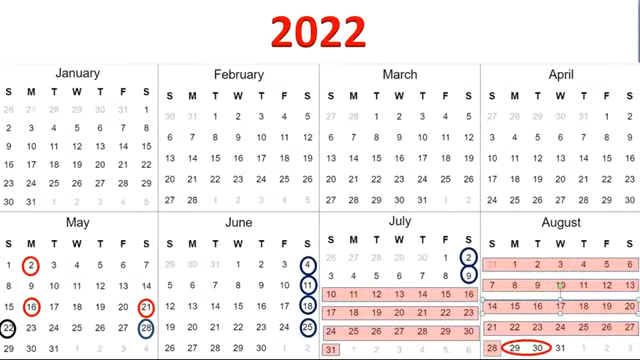 2022
January February March April
S M T W T F S S M T W T F S S M T W T F S S M T W T F S
26 27 28 29 30 31 1 30 31 1 2 3 4 5 27 28 1 2 3 4 5 27 28 29 30 31 1 2
2 3 4 5 6 7 8 6 7 8 9 10 11 12 6 7 8 9 10 11 12 3 4 5 6 7 8 9
9 10 11 12 13 14 15 13 14 15 16 17 18 19 13 14 15 16 17 18 19 10 11 12 13 14 15 16
16 17 18 19 20 21 22 20 21 22 23 24 25 26 20 21 22 23 24 25 26 17 18 19 20 21 22 23
23 24 25 26 27 28 29 27 28 1 2 3 4 5 27 28 29 30 31 1 2 24 25 26 27 28 29 30
30 31 1 2 3 4 5
May June July August
S M T W T F S S M T W T F S S M T W T F S S M T W T F S
1 2 3 4 5 6 7 29 30 31 1 2 3 4 26 27 28 29 30 1 2 31 1 2 3 4 5 6
8 9 10 11 12 13 14 5 6 7 8 9 10 11 3 4 5 6 7 8 9 7 8 9 10 11 12 13
15 16 17 18 19 20 21 12 13 14 15 16 17 18 10 11 12 13 14 15 16 14 15 16 17 18 19 20
22 23 24 25 26 27 28 19 20 21 22 23 24 25 17 18 19 20 21 22 23 21 22 23 24 25 26 27
29 30 31 1 2 3 4 26 27 28 29 30 1 2 24 25 26 27 28 29 30 28 29 30 31 1 2 3
31 1 2 3 4 5 6